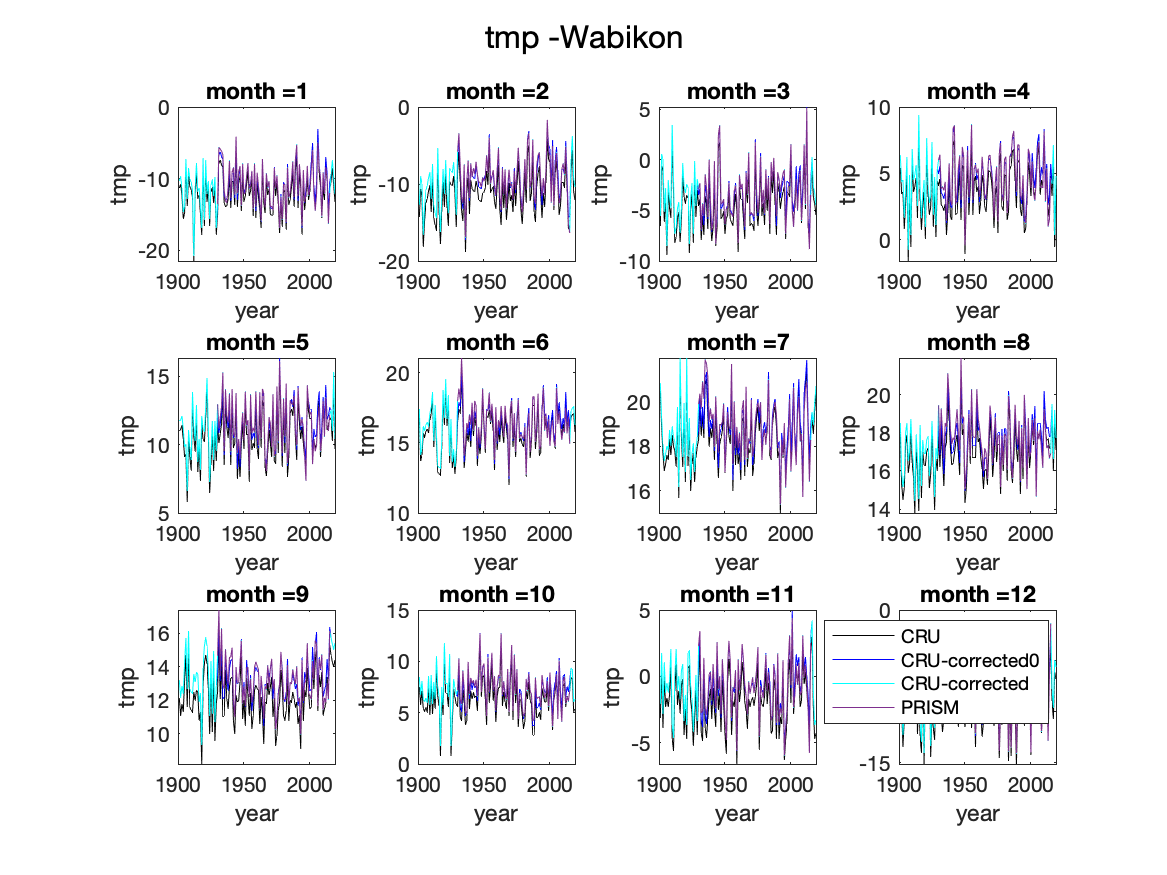 tmp -Wabikon
month =1
month =2
month =3
month =4
0
-10
-20
tmp
1900 1950 2000
year
0
-10
-20
tmp
1900 1950 2000
year
5
0
-5
-10
tmp
1900 1950 2000
year
10
5
0
tmp
1900 1950 2000
year
month =5
month =6
month =7
month =8
15
10
5
tmp
1900 1950 2000
year
20
15
10
tmp
1900 1950 2000
year
20
18
16
tmp
1900 1950 2000
year
20
18
16
14
tmp
1900 1950 2000
year
month =9
month =10
month =11
month =12
16
14
12
10
tmp
1900 1950 2000
year
15
10
5
0
tmp
1900 1950 2000
year
5
0
-5
tmp
1900 1950 2000
year
0
-15
1900 1950 2000
year
CRU
CRU-corrected0
CRU-corrected
PRISM